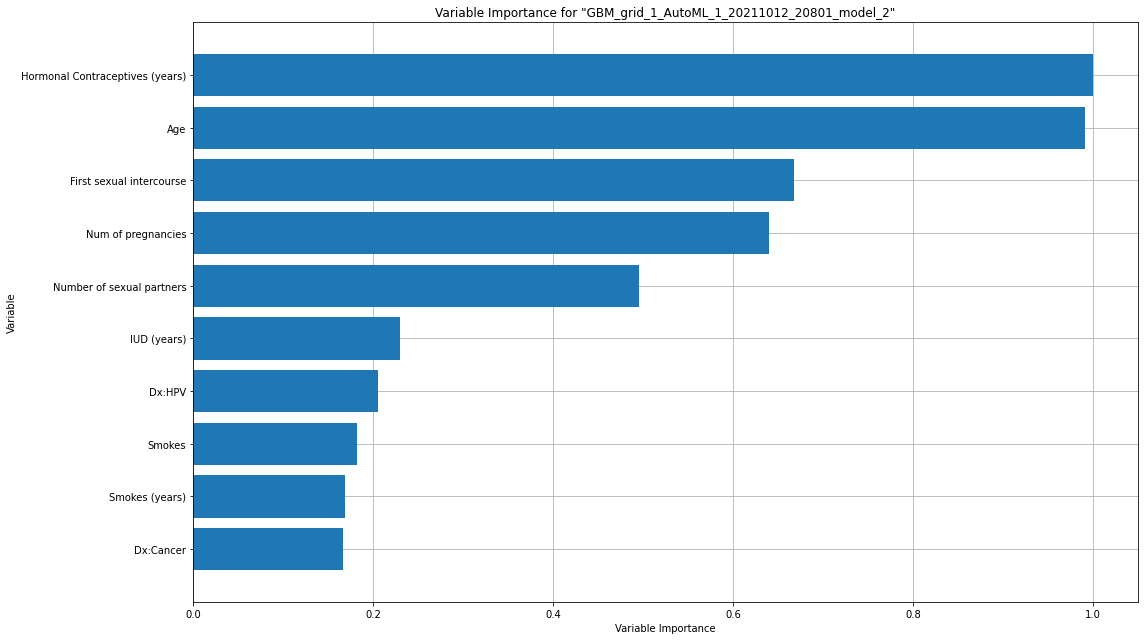 Variable Importance for "GBM_grid_1_AutoML_1_20211012_20801_model_2"
Variable
Hormonal Contraceptives (years)
Age
First sexual intercourse
Num of pregnancies
Number of sexual partners
IUD (years)
Dx:HPV
Smokes
Smokes (years)
Dx:Cancer
0.0 0.2 0.4 0.6 0.8 1.0
Variable Importance